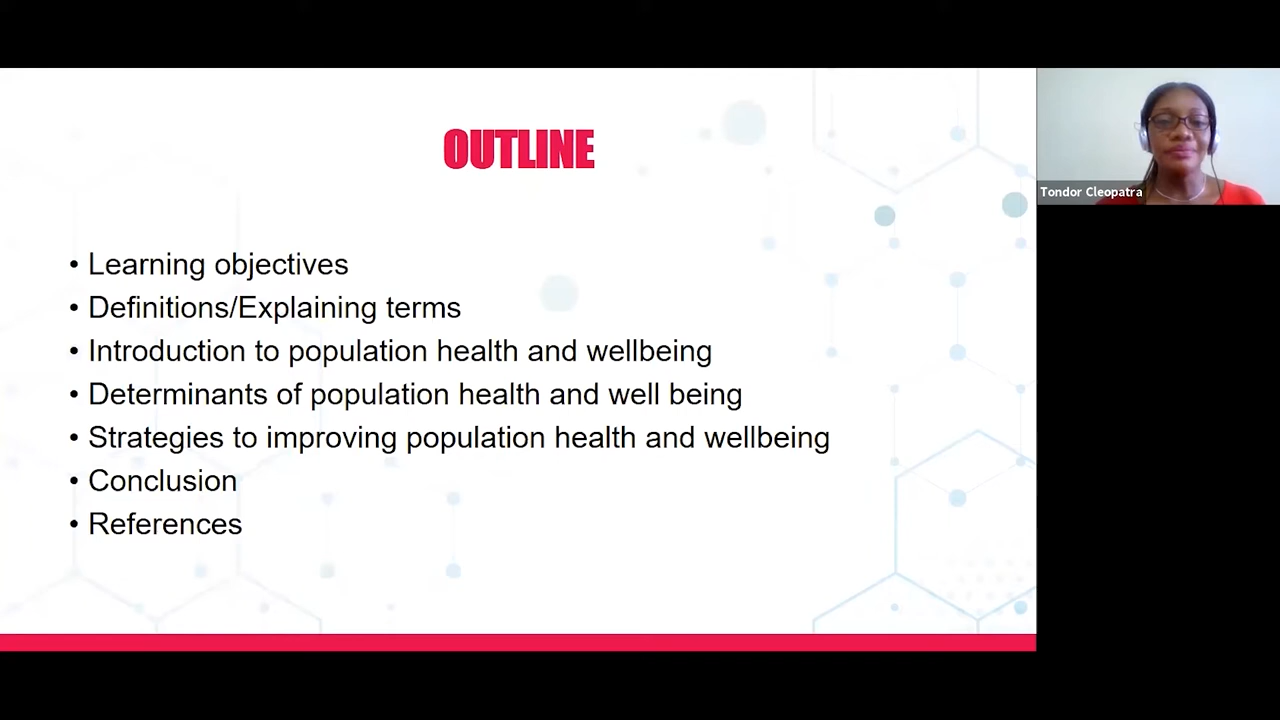 OUTLINE
• Learning objectives
• Definitions/Explaining terms
• Introduction to population health and wellbeing
• Determinants of population health and well being
• Strategies to improving population health and wellbeing
• Conclusion
• References
Tondor Cleopatra